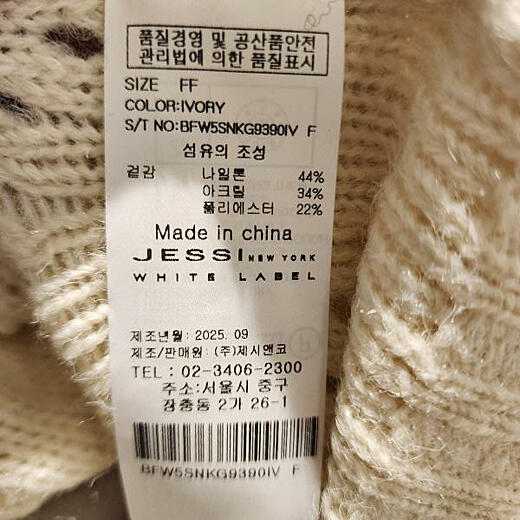 품질경영 및 공산품안전
관리법에 의한 품질표시
SIZE FF
COLOR:IVORY
S/T NO:BFW5SNKG9390IV F
섬유의 조성
겉감 나일론 44%
아크릴 34%
폴리에스터 22%
Made in china
JESSI NEW YORK
WHITE LABEL
제조년월: 2025. 09
제조/판매원: (주)제시앤코
TEL : 02-3406-2300
주소:서울시 중구
장충동 2가 26-1
BFW5SNKG9390IV F